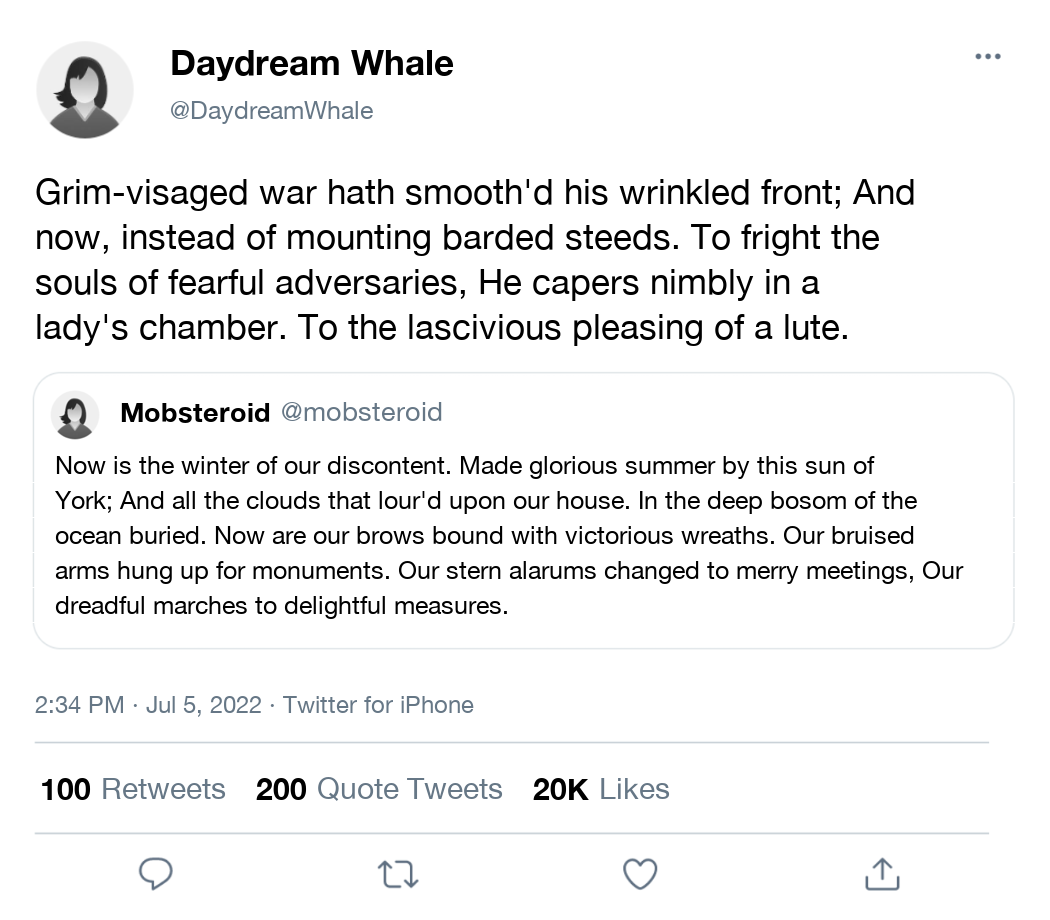 Daydream Whale
@DaydreamWhale
Grim-visaged war hath smooth'd his wrinkled front; And
now, instead of mounting barded steeds. To fright the
souls of fearful adversaries, He capers nimbly in a
lady's chamber. To the lascivious pleasing of a lute.
Mobsteroid @mobsteroid
Now is the winter of our discontent. Made glorious summer by this sun of
York; And all the clouds that lour'd upon our house. In the deep bosom of the
ocean buried. Now are our brows bound with victorious wreaths. Our bruised
arms hung up for monuments. Our stern alarums changed to merry meetings, Our
dreadful marches to delightful measures.
2:34 PM · Jul 5, 2022 · Twitter for iPhone
100 Retweets 200 Quote Tweets 20K Likes